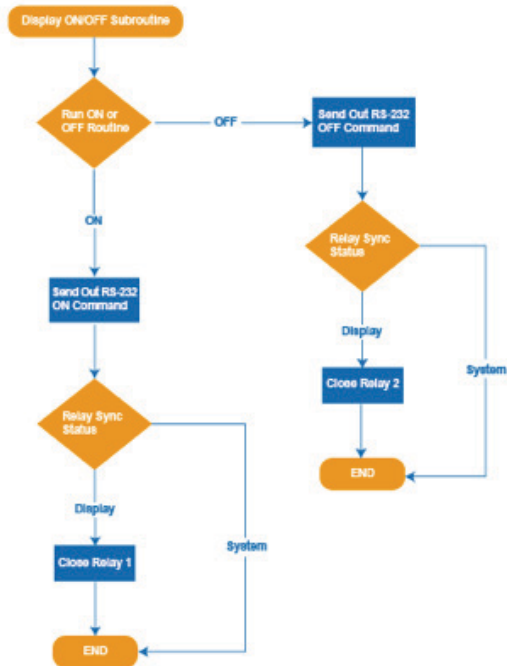 Display ON/OFF Subroutine
Run ON or
OFF Routine
OFF
Send Out RS-232
OFF Command
ON
Relay Sync
Status
Send Out RS-232
ON Command
Display
System
Close Relay 2
Relay Sync
Status
END
Display
System
Close Relay 1
END